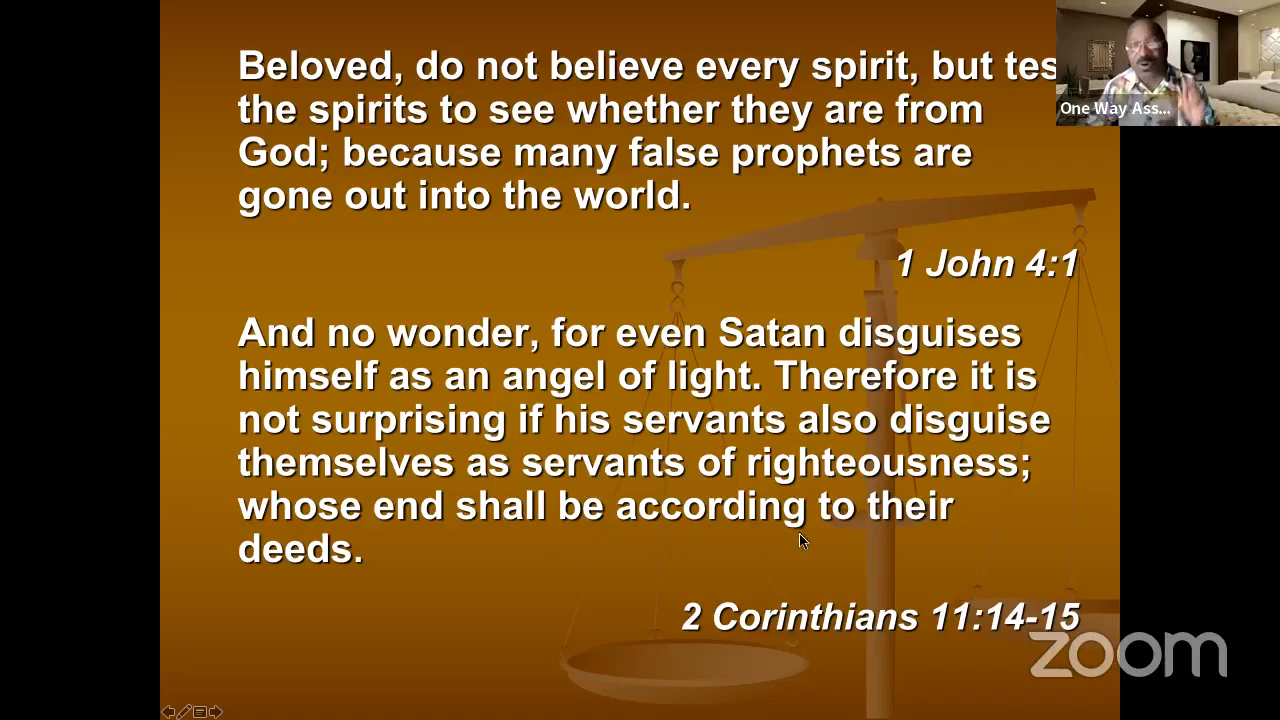 Beloved, do not believe every spirit, but tes
the spirits to see whether they are from
God; because many false prophets are
gone out into the world.
1 John 4:1
And no wonder, for even Satan disguises
himself as an angel of light. Therefore it is
not surprising if his servants also disguise
themselves as servants of righteousness;
whose end shall be according to their
deeds.
2 Corinthians 11:14-15
One Way Ass...
zoom